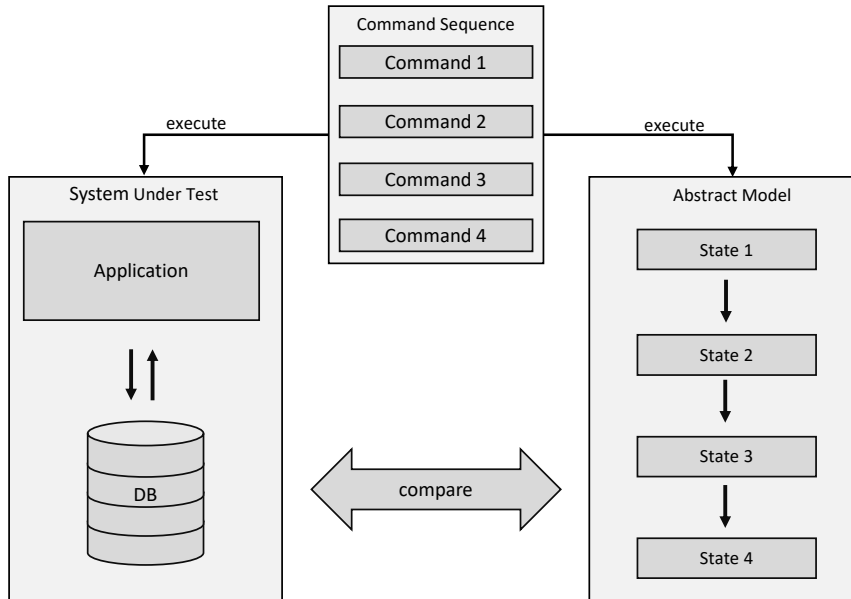 Command Sequence
Command 1
Command 2
Command 3
Command 4
execute
execute
System Under Test
Application
DB
compare
Abstract Model
State 1
State 2
State 3
State 4